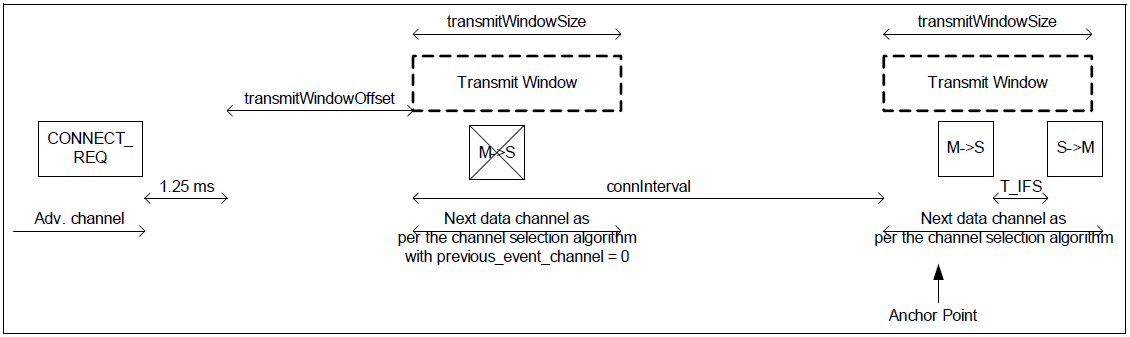 transmitWindowSize
transmitWindowSize
Transmit Window
Transmit Window
transmitWindowOffset
CONNECT_
REQ
M->S
M->S
S->M
1.25 ms
connInterval
T_IFS
Adv. channel
Next data channel as
per the channel selection algorithm
with previous_event_channel = 0
Next data channel as
per the channel selection algorithm
Anchor Point